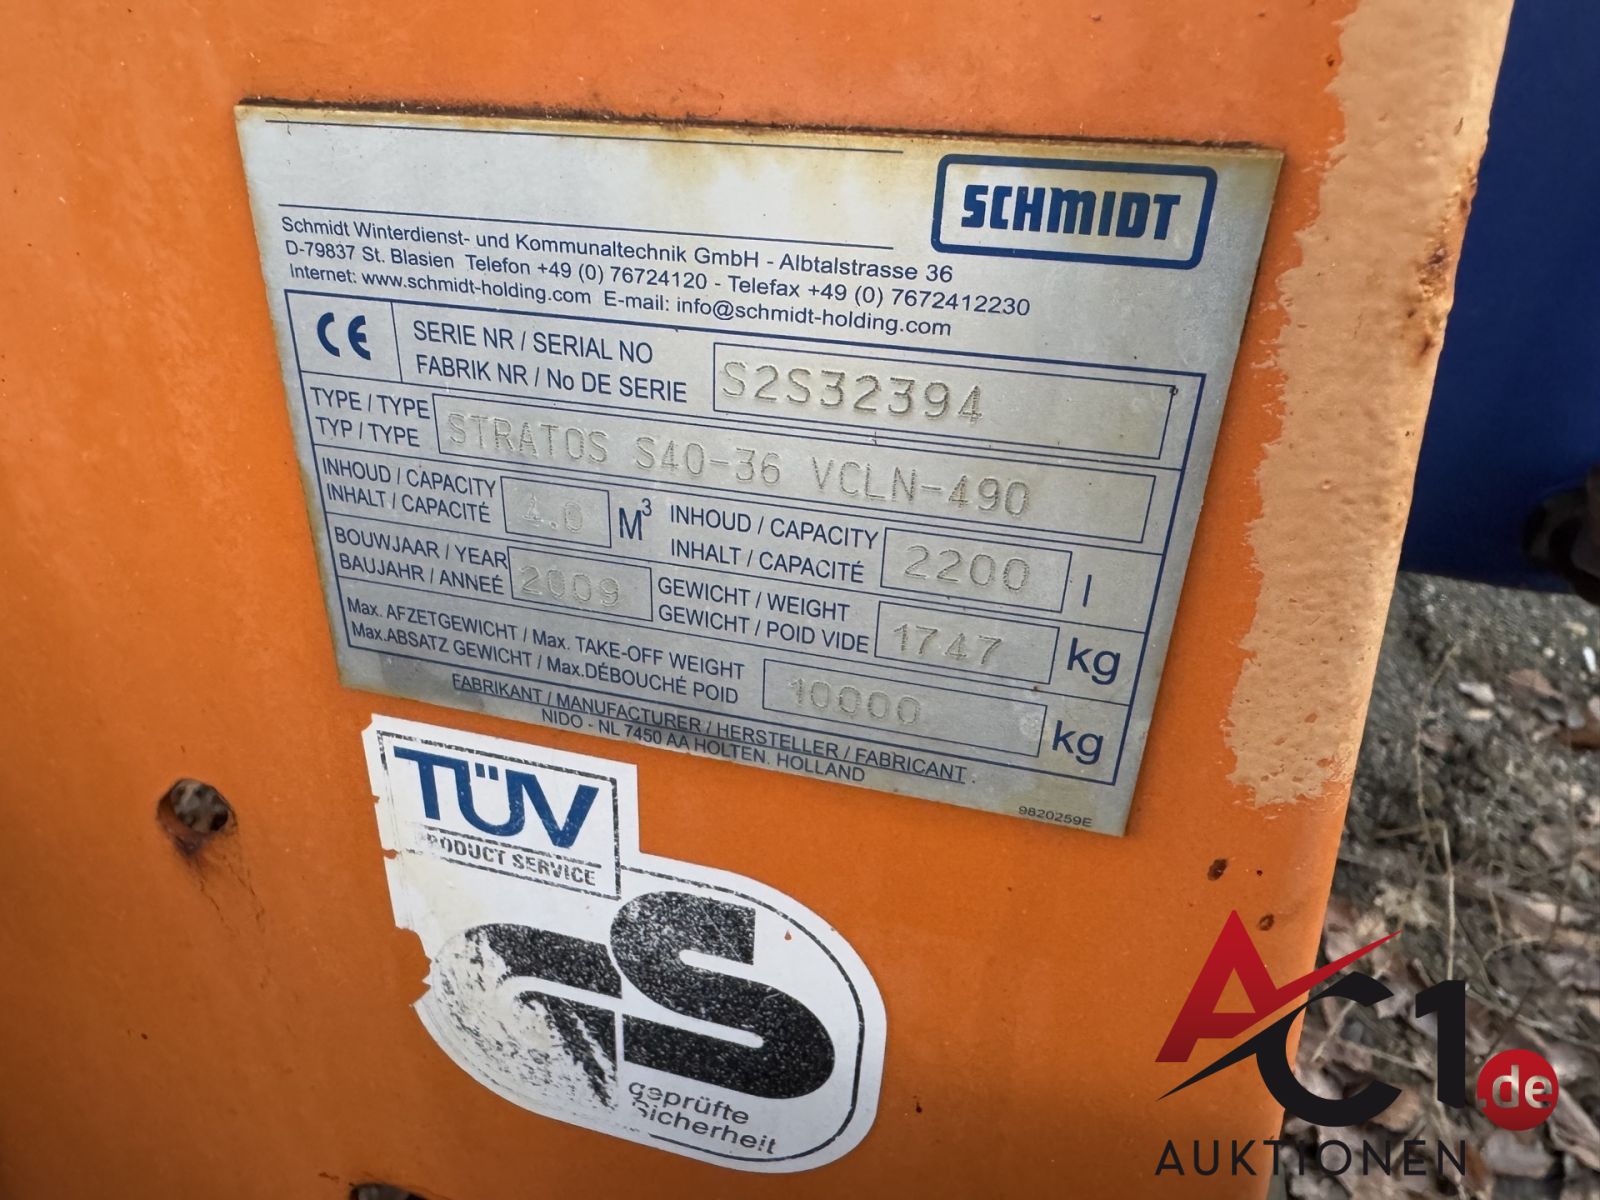 SCHMIDT
Schmidt Winterdienst- und Kommunaltechnik GmbH - Albtalstrasse 36
D-79837 St. Blasien Telefon +49 (0) 76724120 - Telefax +49 (0) 7672412230
Internet: www.schmidt-holding.com E-mail: info@schmidt-holding.com
CE
SERIE NR / SERIAL NO
FABRIK NR / No DE SERIE
S2S32394
TYPE / TYPE
TYP / TYPE
STRATOS S40-36 VCLN-490
INHOUD / CAPACITY
INHALT / CAPACITÉ
4.0 M³
INHOUD / CAPACITY
INHALT / CAPACITÉ
2200 l
BOUWJAAR / YEAR
BAUJAHR / ANNEÉ
2009
GEWICHT / WEIGHT
GEWICHT / POID VIDE
1747 kg
Max. AFZETGEWICHT / Max. TAKE-OFF WEIGHT
Max.ABSATZ GEWICHT / Max.DÉBOUCHÉ POID
10000 kg
FABRIKANT / MANUFACTURER / HERSTELLER / FABRICANT
NIDO - NL 7450 AA HOLTEN. HOLLAND
9820259E
TÜV
PRODUCT SERVICE
GS
geprüfte
Sicherheit
AC1.de
AUKTIONEN